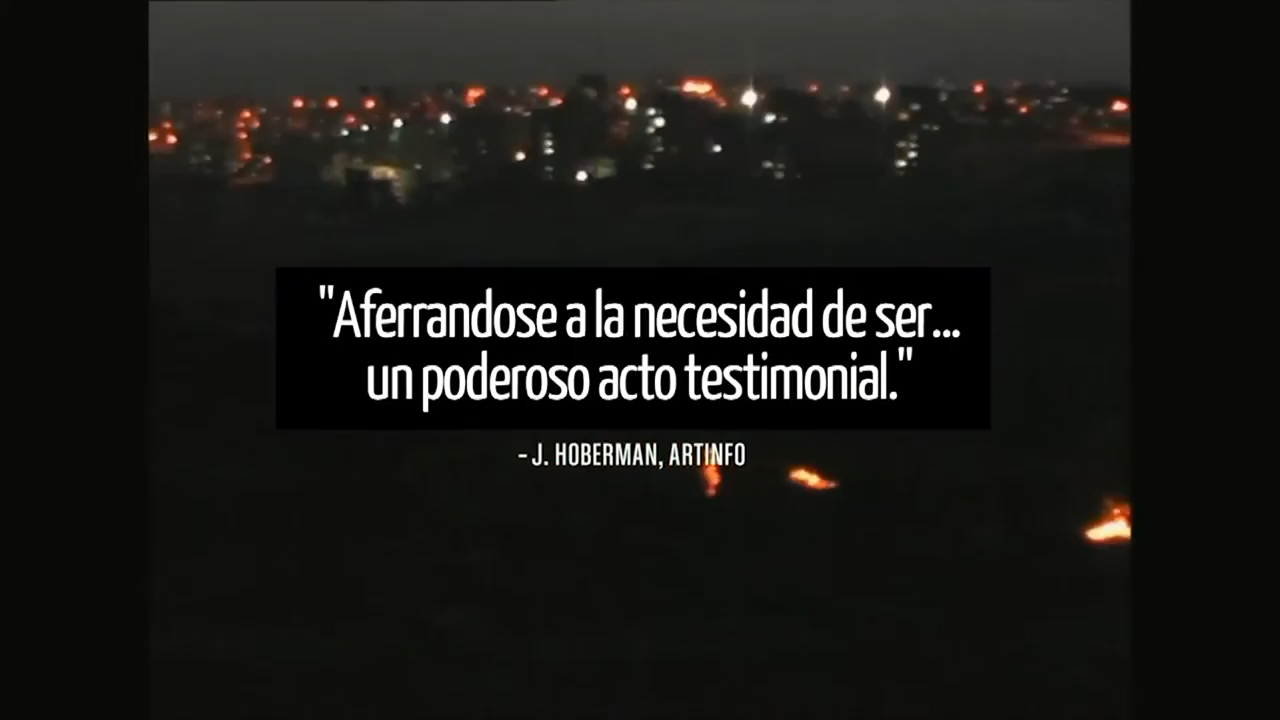 "Aferrandose a la necesidad de ser...
un poderoso acto testimonial."
– J. HOBERMAN, ARTINFO